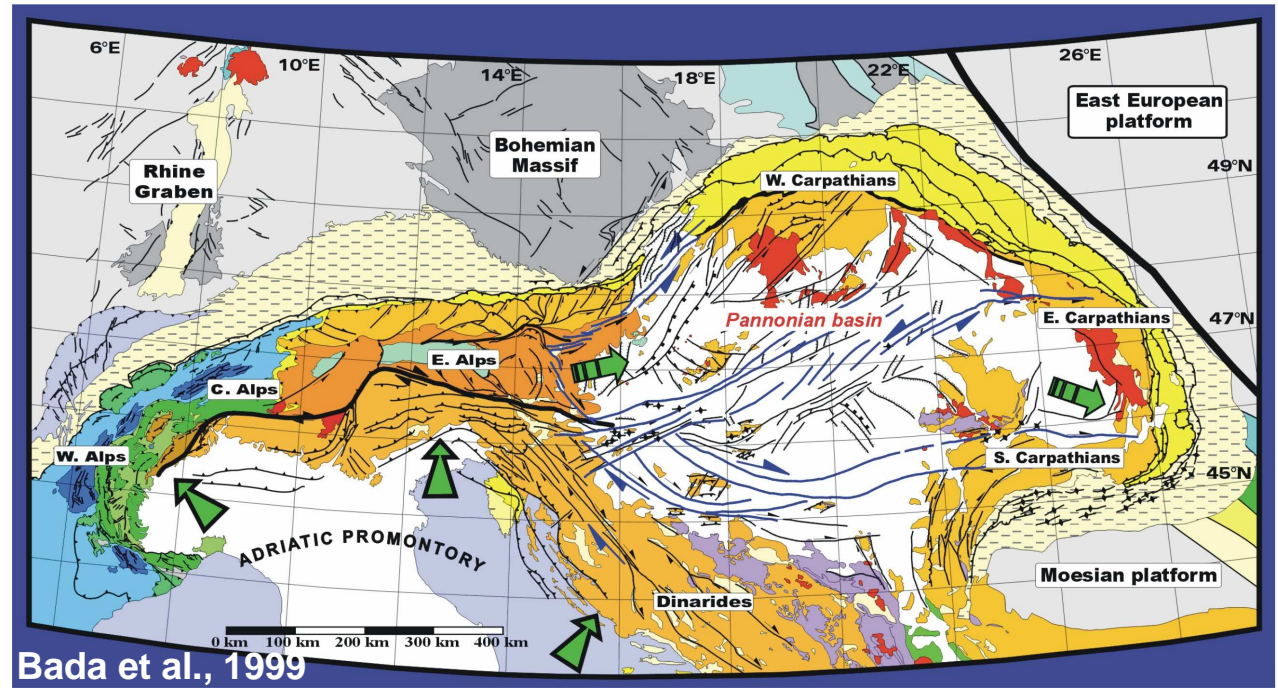 6°E
10°E
14°E
18°E
22°E
26°E
East European
platform
Bohemian
Massif
49°N
Rhine
Graben
W. Carpathians
Pannonian basin
E. Carpathians
47°N
E. Alps
C. Alps
W. Alps
S. Carpathians
45°N
ADRIATIC PROMONTORY
Moesian platform
Dinarides
0 km 100 km 200 km 300 km 400 km
Bada et al., 1999